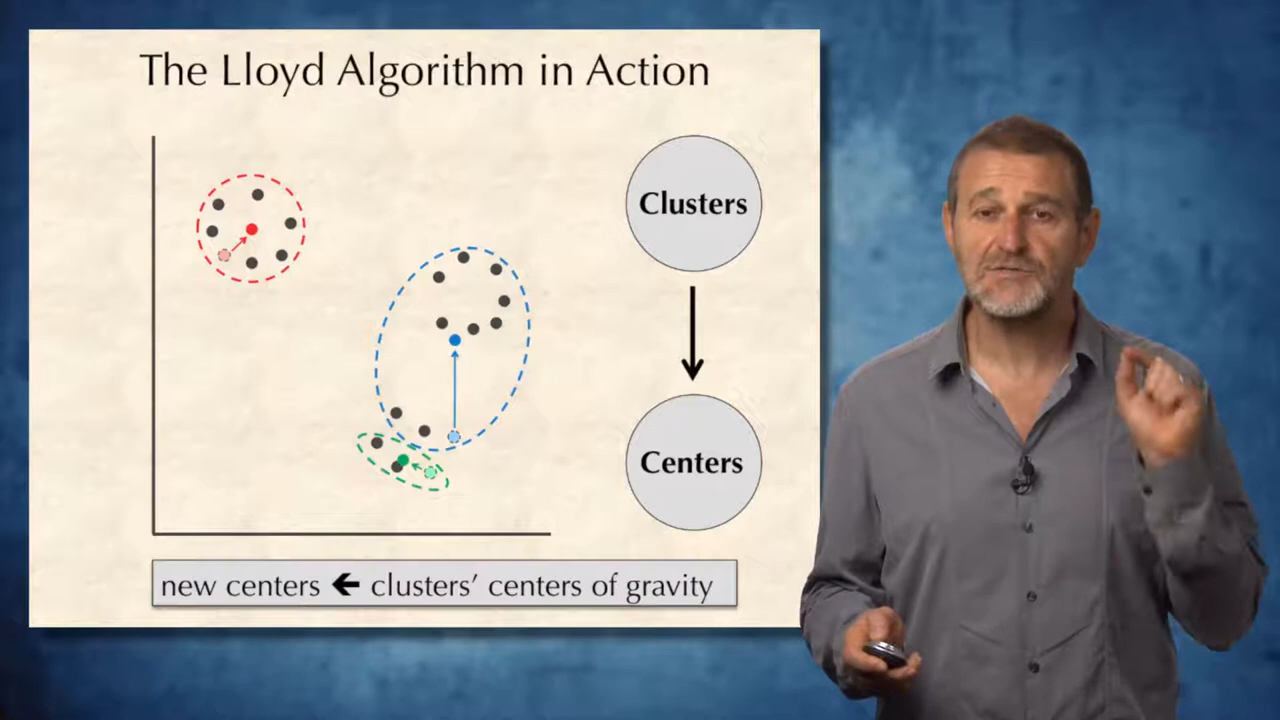 The Lloyd Algorithm in Action
Clusters
Centers
new centers 🡰 clusters' centers of gravity